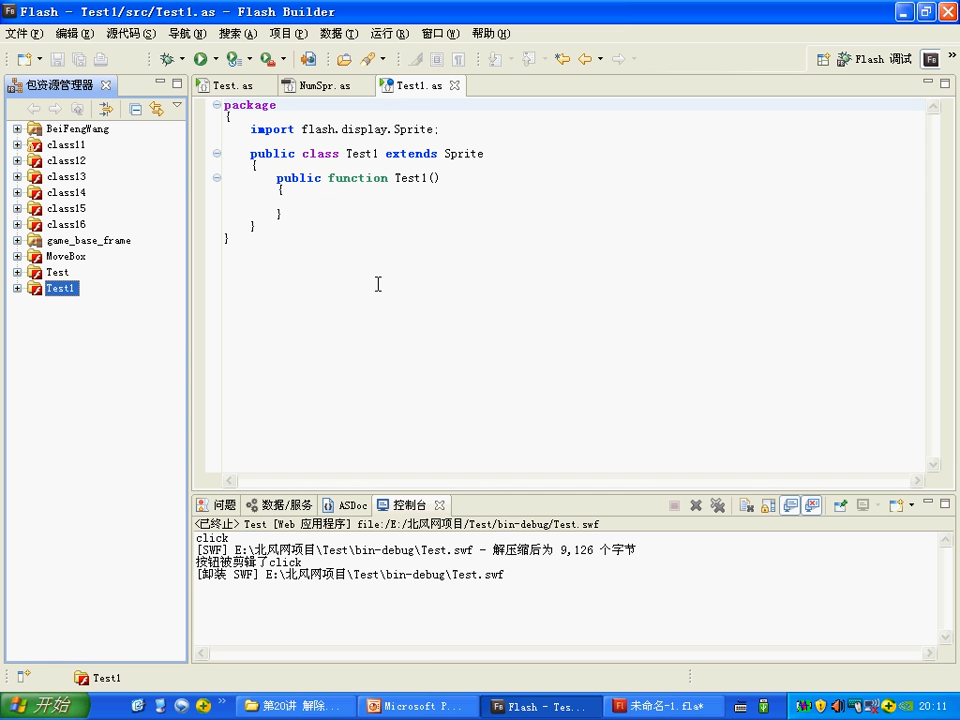 Flash - Test1/src/Test1.as - Flash Builder
文件(F) 编辑(E) 源代码(S) 导航(N) 搜索(A) 项目(P) 数据(T) 运行(R) 窗口(W) 帮助(H)
Flash 调试
包资源管理器
Test.as NumSpr.as Test1.as
BeiFengWang
class11
class12
class13
class14
class15
class16
game_base_frame
MoveBox
Test
Test1
package
{
import flash.display.Sprite;
public class Test1 extends Sprite
{
public function Test1()
{
}
}
}
问题 数据/服务 ASDoc 控制台
<已终止> Test [Web 应用程序] file:/E:/北风网项目/Test/bin-debug/Test.swf
click
[SWF] E:\北风网项目\Test\bin-debug\Test.swf - 解压缩后为 9,126 个字节
按钮被剪辑了click
[卸装 SWF] E:\北风网项目\Test\bin-debug\Test.swf
Test1
开始 第20讲 解除... Microsoft P... Flash - Tes... 未命名-1.fla* 20:11